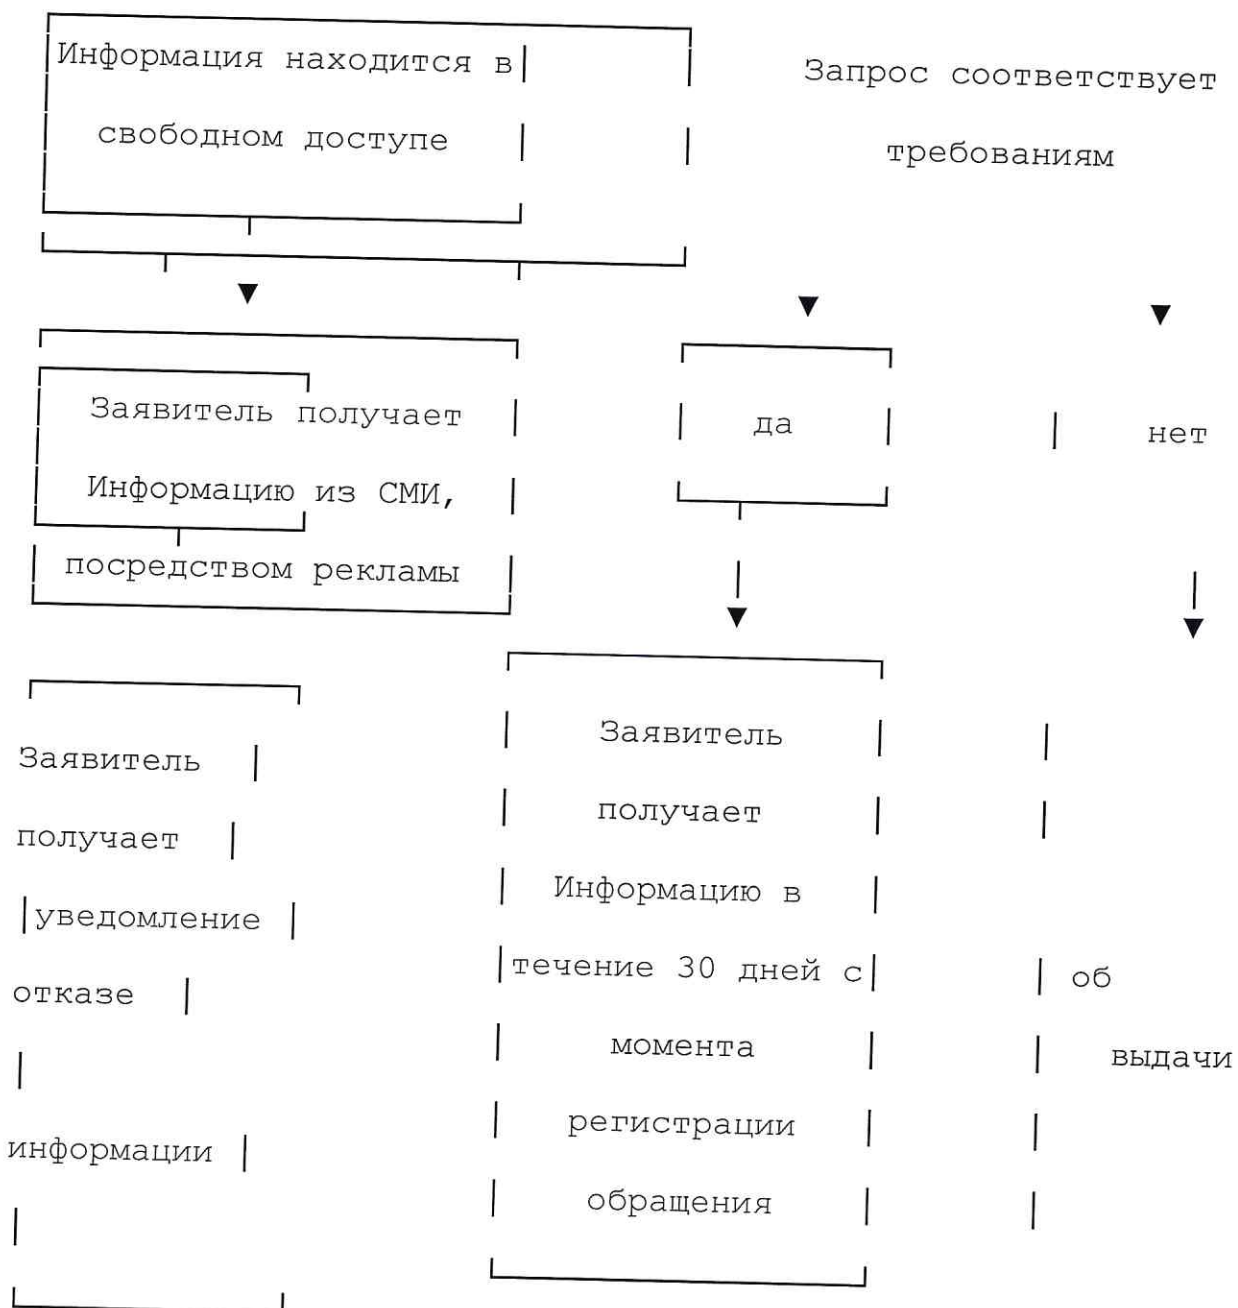 Информация находится в
Запрос соответствует
свободном доступе
требованиям
Заявитель получает
да
нет
Информацию из СМИ,
посредством рекламы
Заявитель
Заявитель
получает
получает
Информацию в
уведомление
течение 30 дней с
об
отказе
момента
выдачи
регистрации
информации
обращения